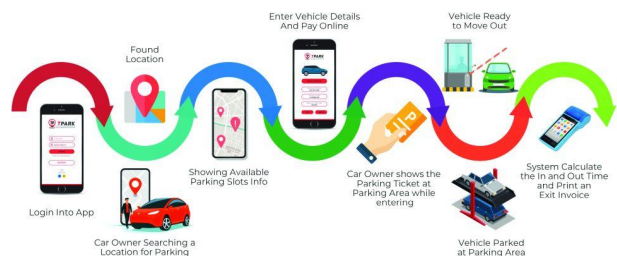 Login Into App
TPARK
Found
Location
Car Owner Searching a
Location for Parking
Showing Available
Parking Slots Info
Enter Vehicle Details
And Pay Online
TPARK
Car Owner shows the
Parking Ticket at
Parking Area while
entering
P
Vehicle Ready
to Move Out
Vehicle Parked
at Parking Area
System Calculate
the In and Out Time
and Print an
Exit Invoice